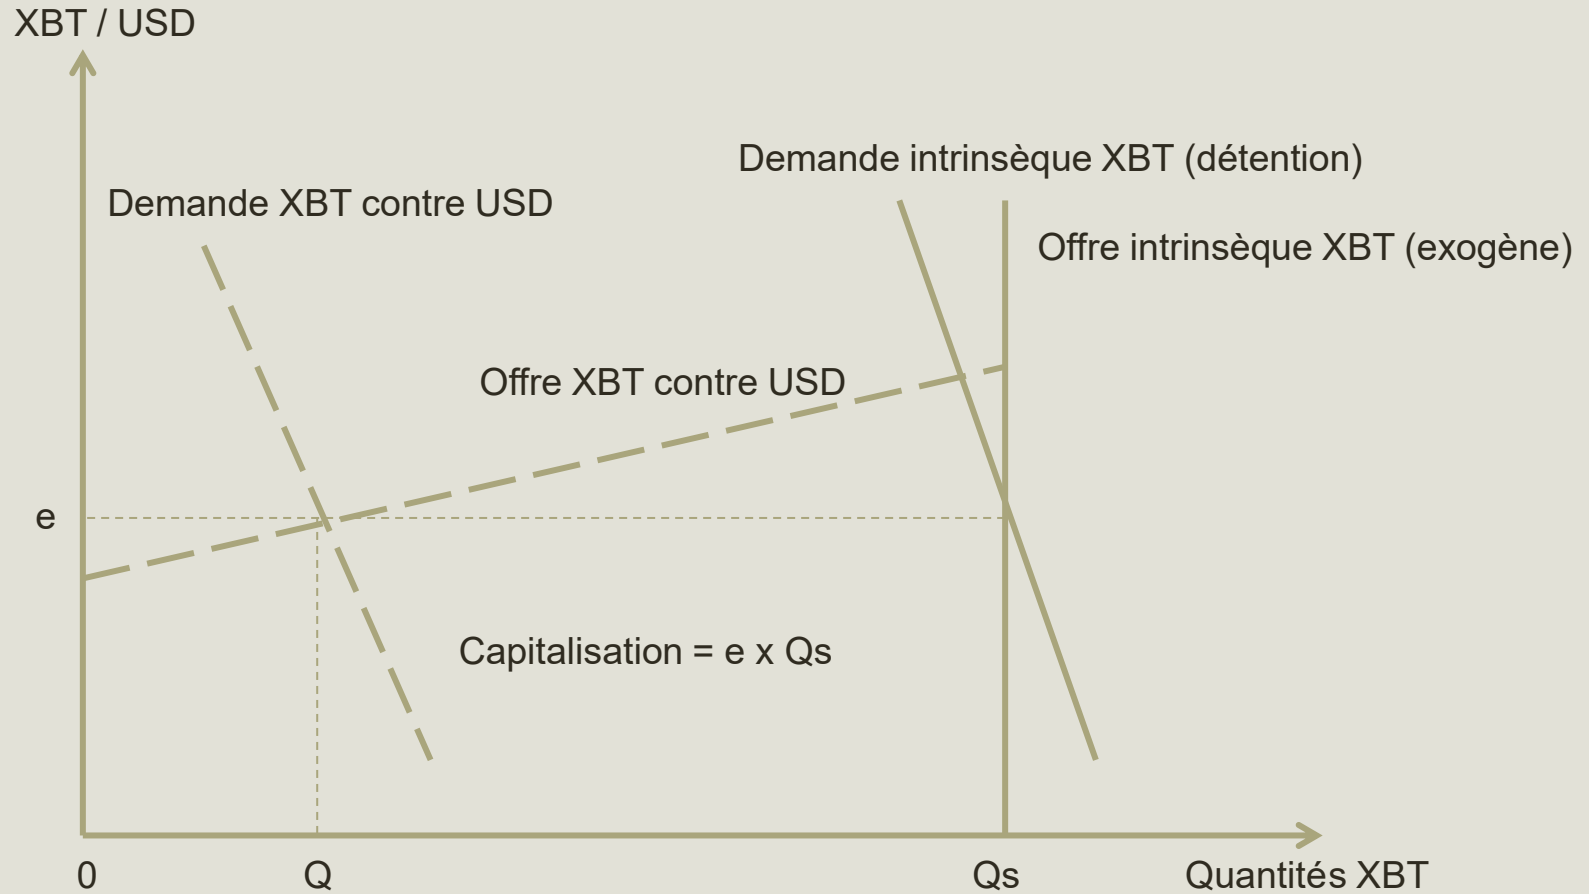 XBT / USD
Demande intrinsèque XBT (détention)
Demande XBT contre USD
Offre intrinsèque XBT (exogène)
Offre XBT contre USD
e
Capitalisation = e x Qs
0
Q
Qs
Quantités XBT